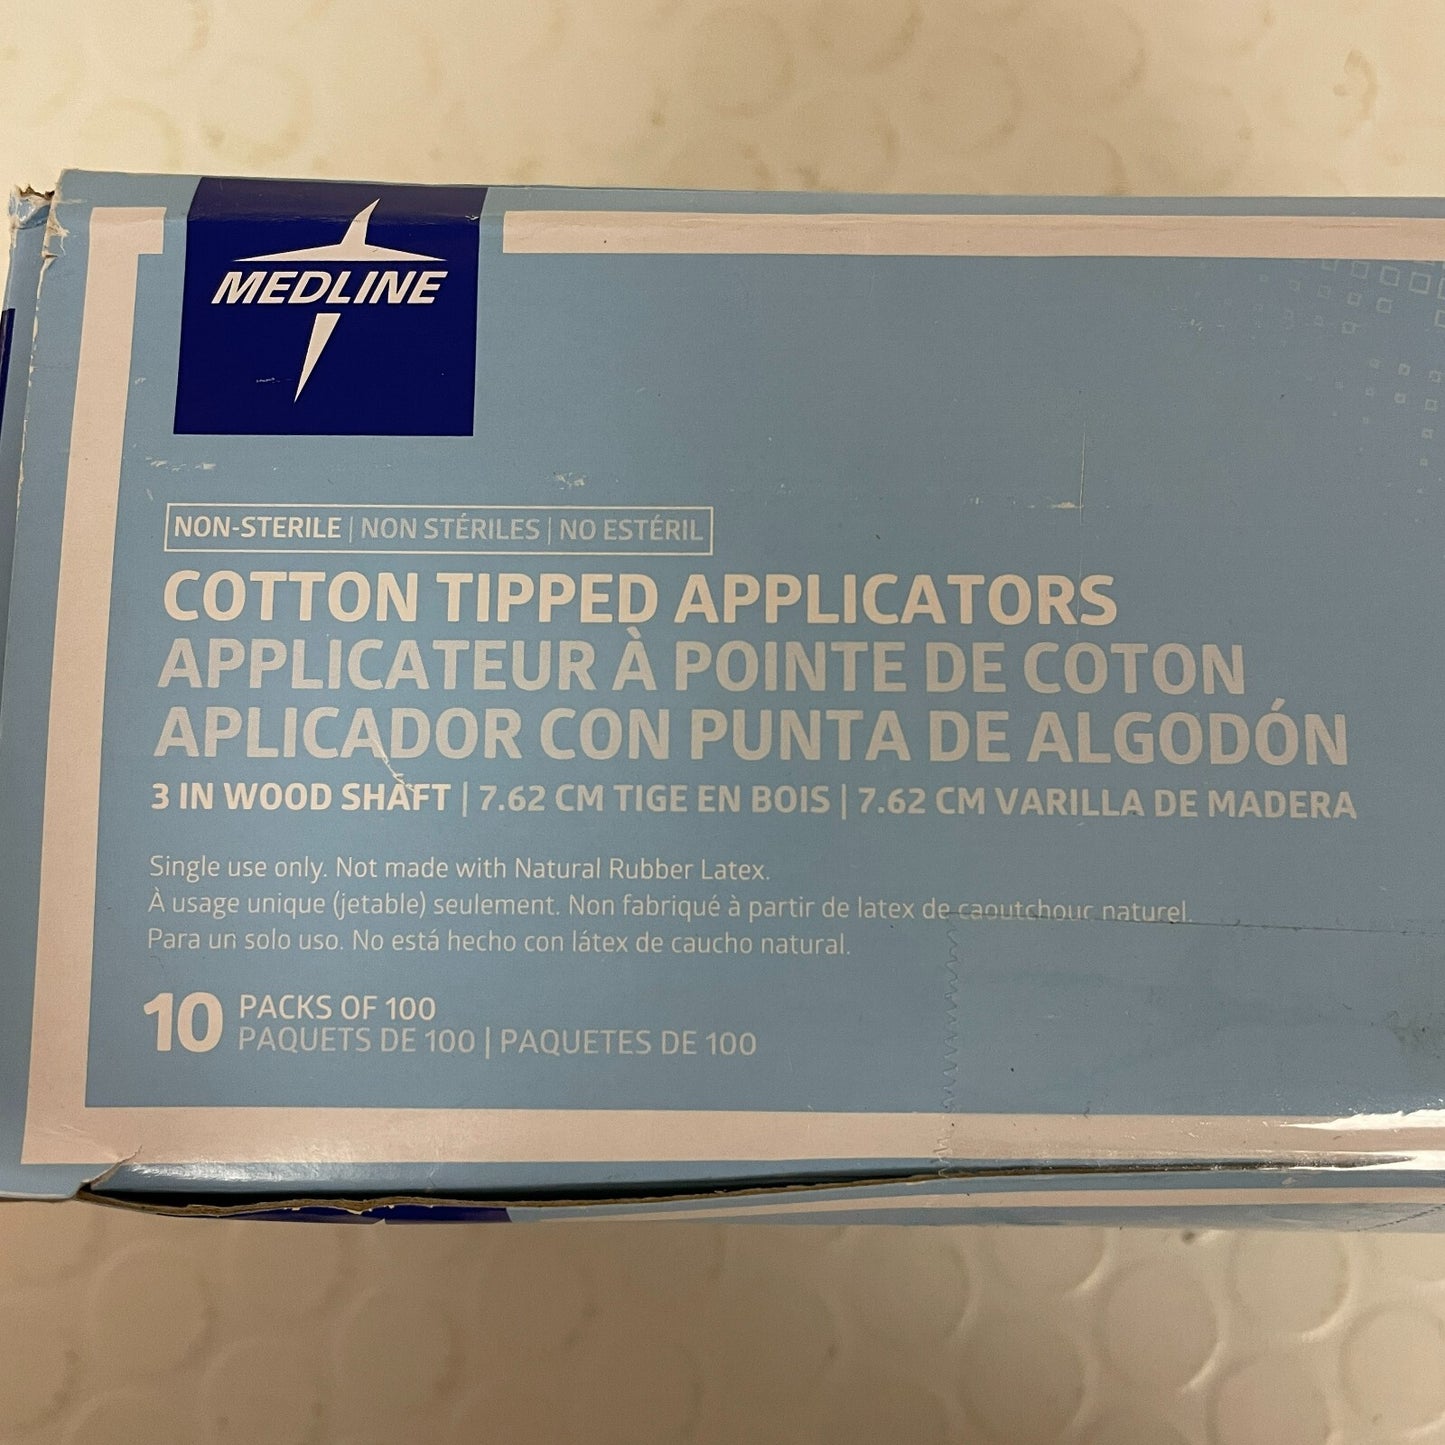 MEDLINE
NON-STERILE | NON STÉRILES | NO ESTÉRIL
COTTON TIPPED APPLICATORS
APPLICATEUR À POINTE DE COTON
APLICADOR CON PUNTA DE ALGODÓN
3 IN WOOD SHAFT | 7.62 CM TIGE EN BOIS | 7.62 CM VARILLA DE MADERA
Single use only. Not made with Natural Rubber Latex.
À usage unique (jetable) seulement. Non fabriqué à partir de latex de caoutchouc naturel.
Para un solo uso. No está hecho con látex de caucho natural.
10 PACKS OF 100
PAQUETS DE 100 | PAQUETES DE 100